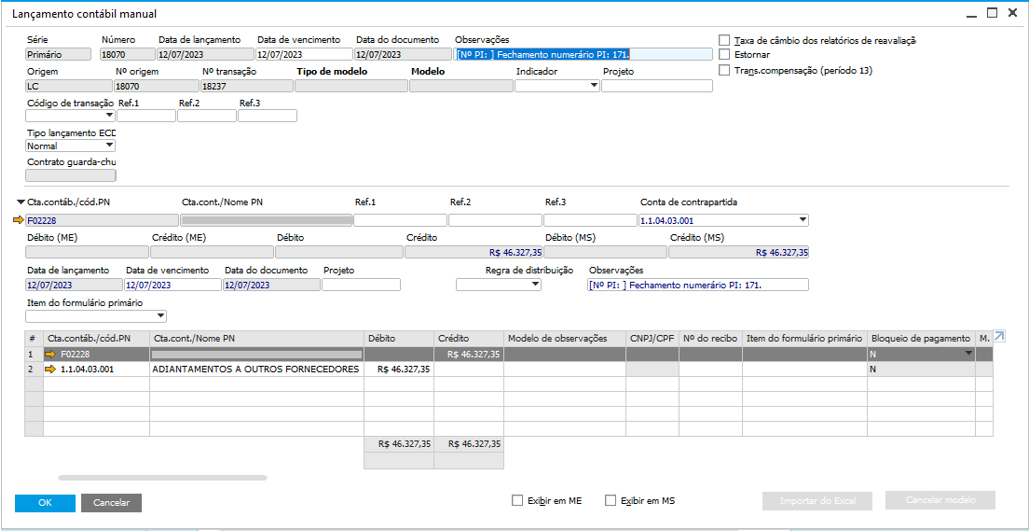 Lançamento contábil manual
Série Número Data de lançamento Data de vencimento Data do documento Observações
Primário 18070 12/07/2023 12/07/2023 12/07/2023 [Nº PI: ] Fechamento numerário PI: 171.
Taxa de câmbio dos relatórios de reavaliaçã
Estornar
Trans.compensação (período 13)
Origem Nº origem Nº transação Tipo de modelo Modelo Indicador Projeto
LC 18070 18237
Código de transação Ref.1 Ref.2 Ref.3
Tipo lançamento ECD
Normal
Contrato guarda-chu
Cta.contáb./cód.PN Cta.cont./Nome PN Ref.1 Ref.2 Ref.3 Conta de contrapartida
F02228 1.1.04.03.001
Débito (ME) Crédito (ME) Débito Crédito Débito (MS) Crédito (MS)
R$ 46.327,35 R$ 46.327,35
Data de lançamento Data de vencimento Data do documento Projeto Regra de distribuição Observações
12/07/2023 12/07/2023 12/07/2023 [Nº PI: ] Fechamento numerário PI: 171.
Item do formulário primário
# Cta.contáb./cód.PN Cta.cont./Nome PN Débito Crédito Modelo de observações CNPJ/CPF Nº do recibo Item do formulário primário Bloqueio de pagamento M.
1 F02228 R$ 46.327,35 N
2 1.1.04.03.001 ADIANTAMENTOS A OUTROS FORNECEDORES R$ 46.327,35 N
R$ 46.327,35 R$ 46.327,35
OK Cancelar Exibir em ME Exibir em MS Importar do Excel Cancelar modelo